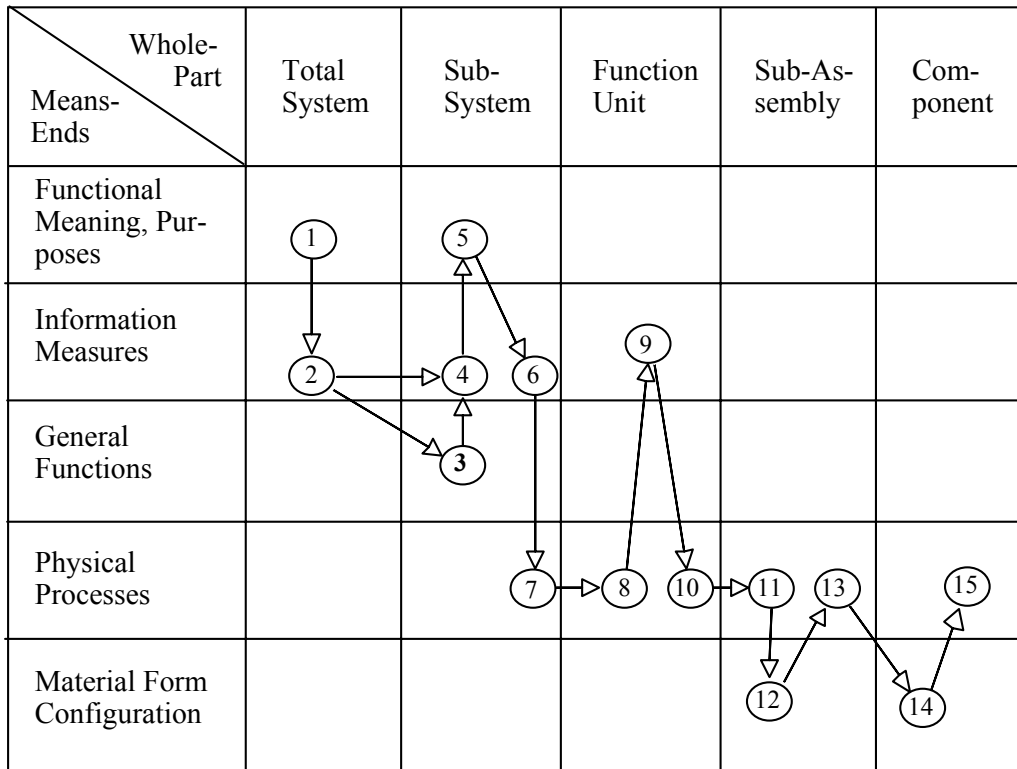 Whole-
Part
Means-
Ends
Total
System
Sub-
System
Function
Unit
Sub-As-
sembly
Com-
ponent
Functional
Meaning, Pur-
poses
1
5
Information
Measures
9
2
4
6
General
Functions
3
Physical
Processes
7
8
10
11
13
15
Material Form
Configuration
12
14